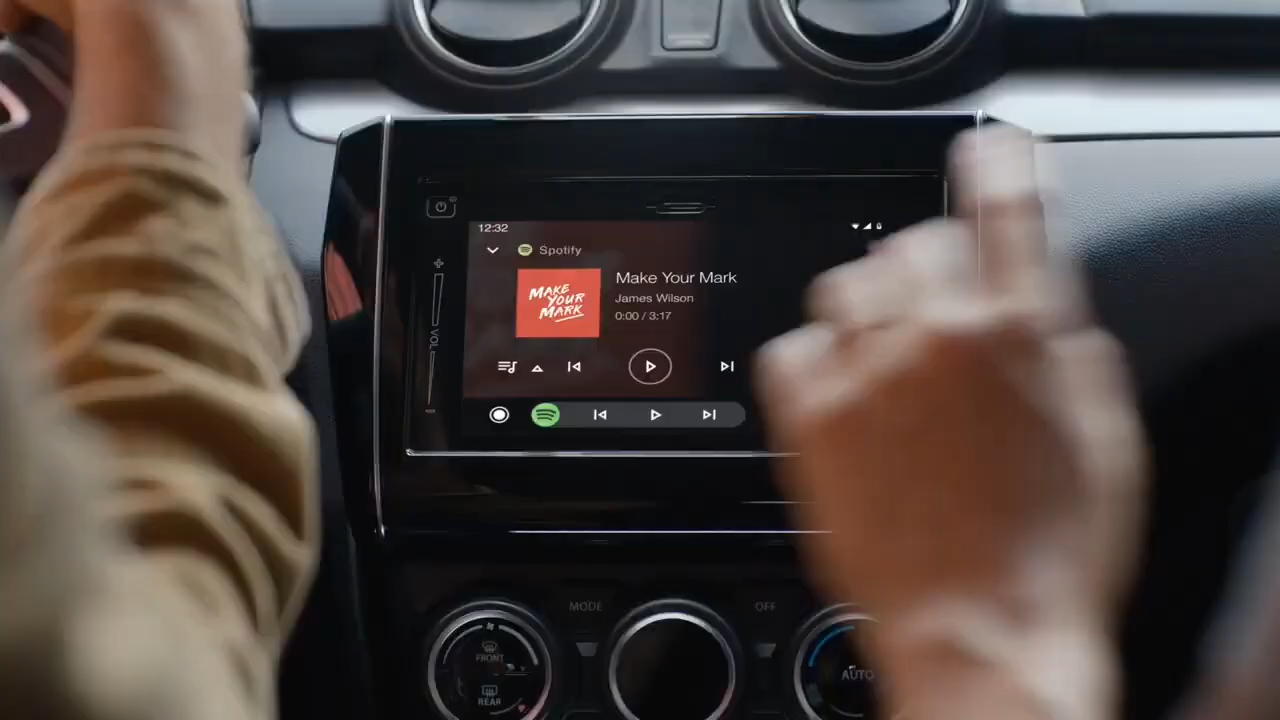 12:32
Spotify
MAKE
YOUR
MARK
Make Your Mark
James Wilson
0:00 / 3:17
VOL
MODE
OFF
FRONT
REAR
AUTO